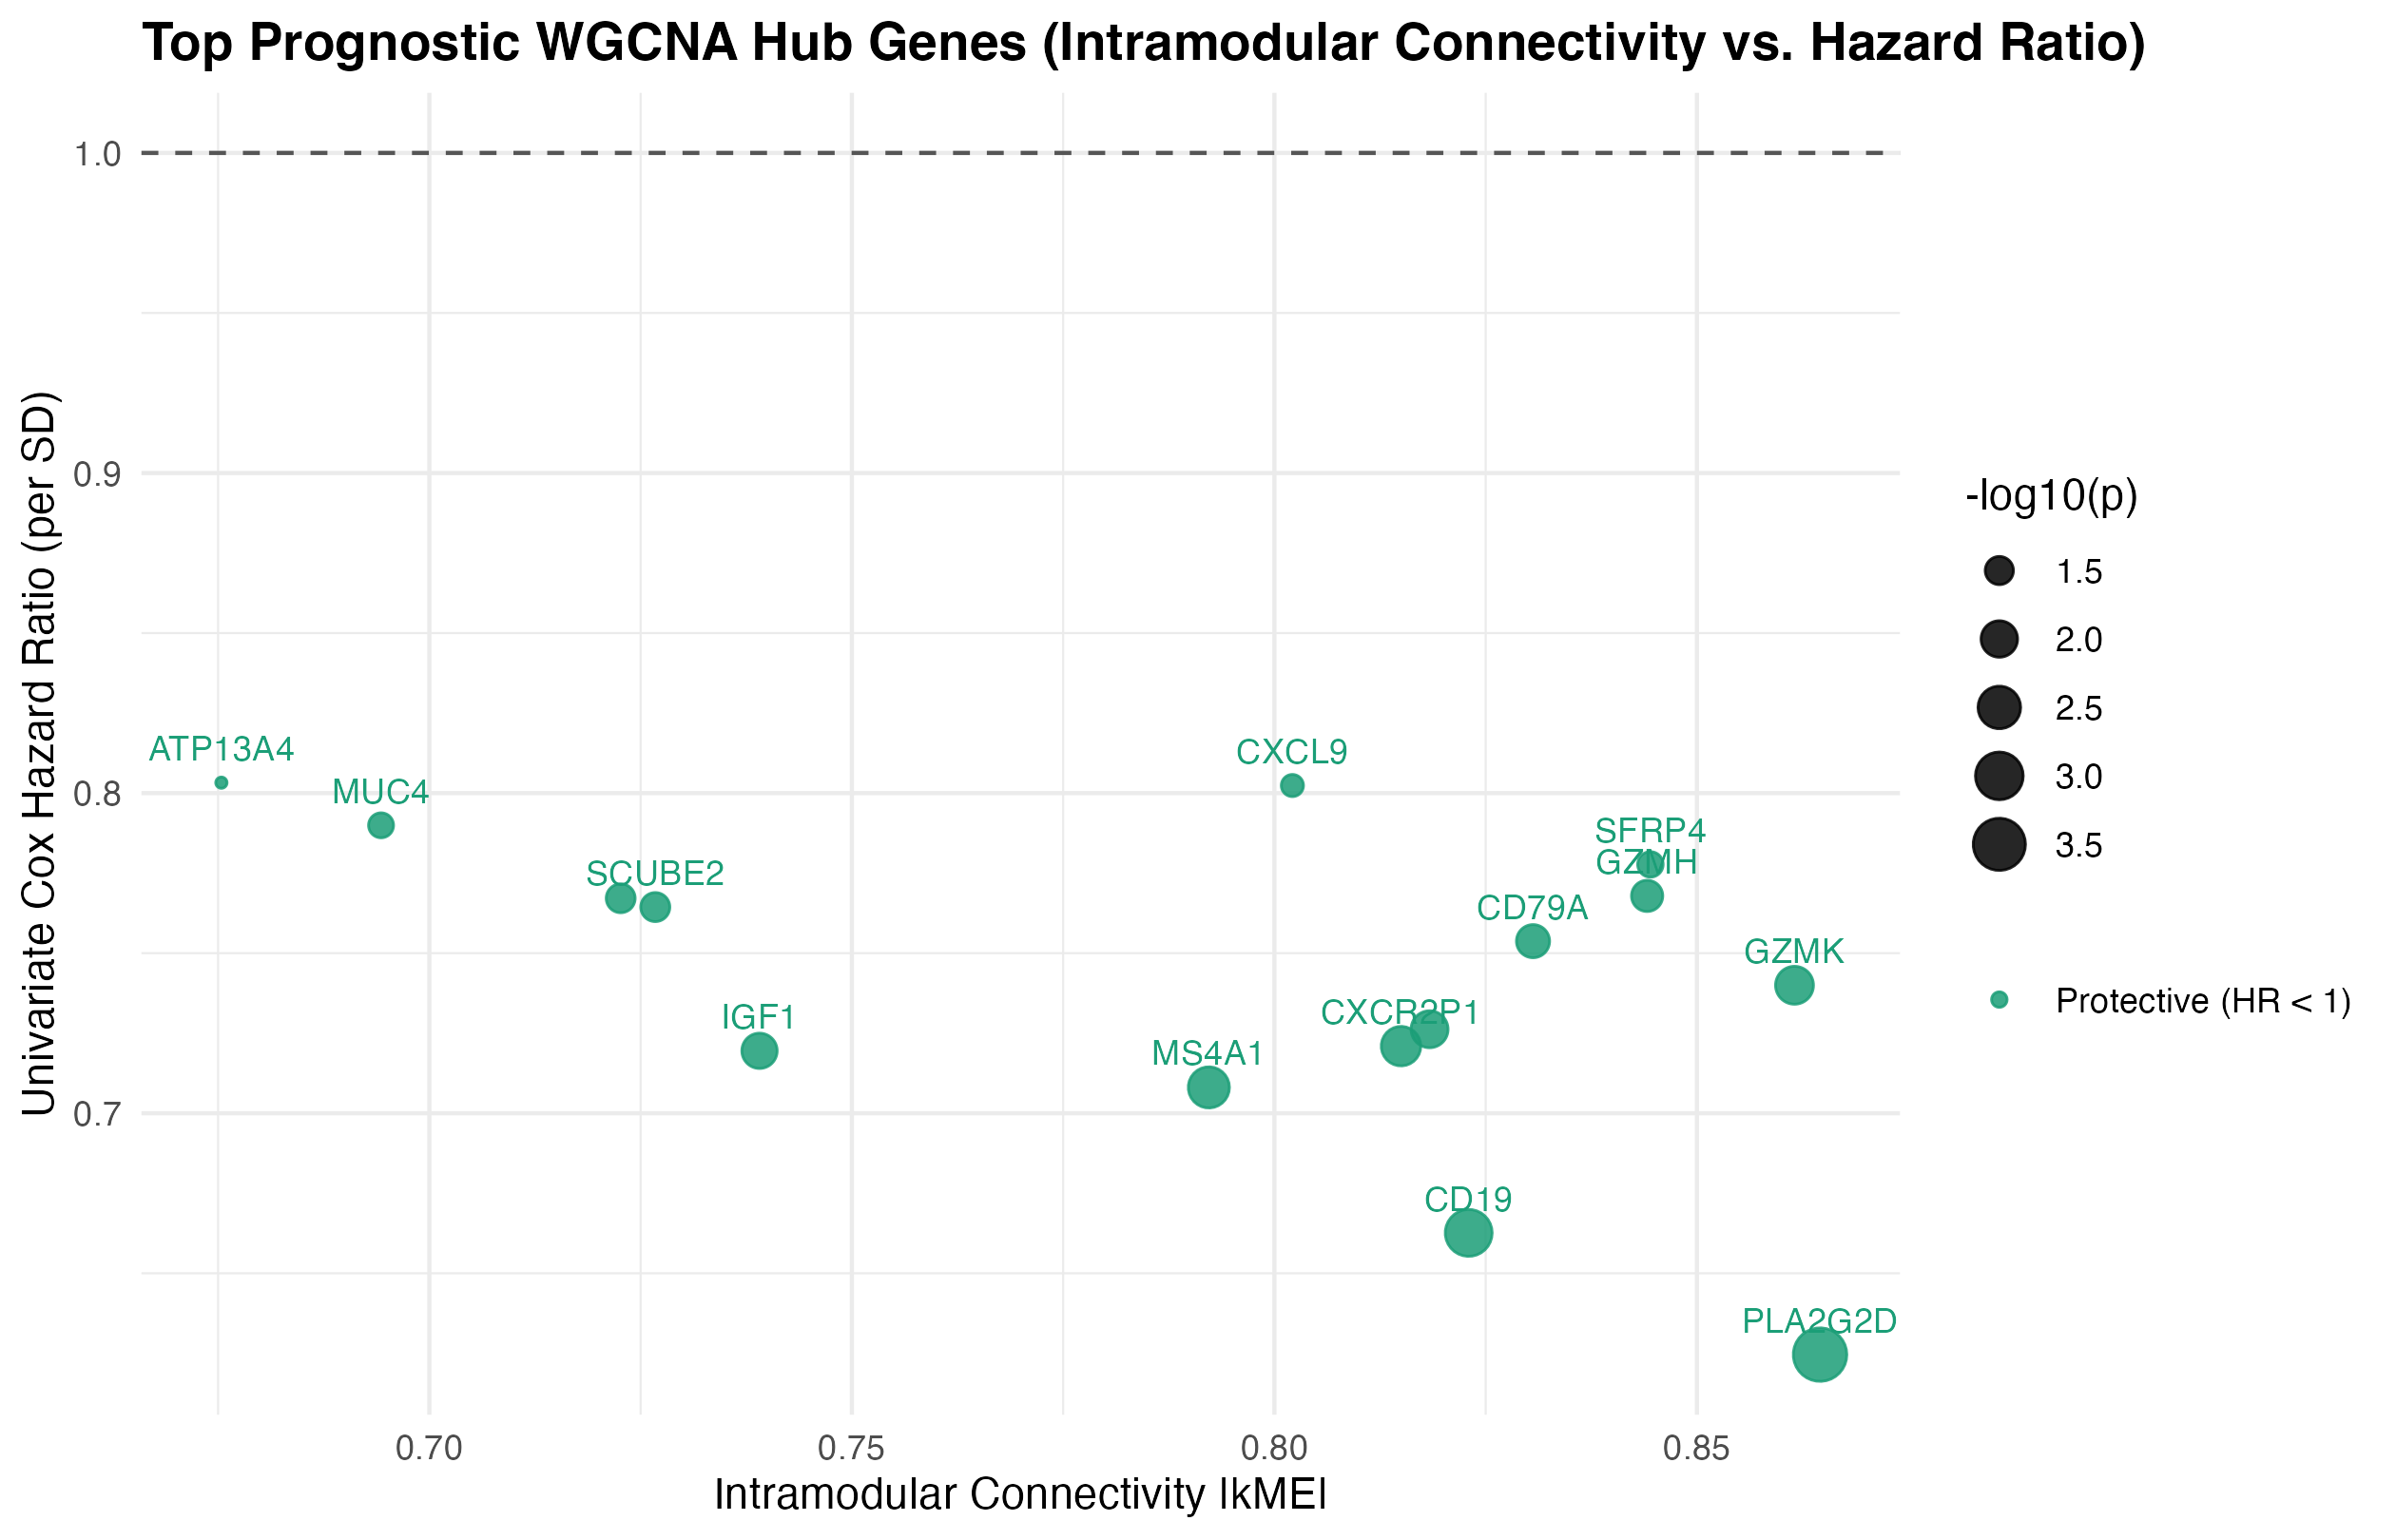 Top Prognostic WGCNA Hub Genes (Intramodular Connectivity vs. Hazard Ratio)
Univariate Cox Hazard Ratio (per SD)
1.0
0.9
0.8
0.7
ATP13A4
MUC4
SCUBE2
IGF1
CXCL9
MS4A1
CXCR2P1
SFRP4
GZMH
CD79A
GZMK
CD19
PLA2G2D
0.70
0.75
0.80
0.85
Intramodular Connectivity |kME|
-log10(p)
1.5
2.0
2.5
3.0
3.5
Protective (HR < 1)